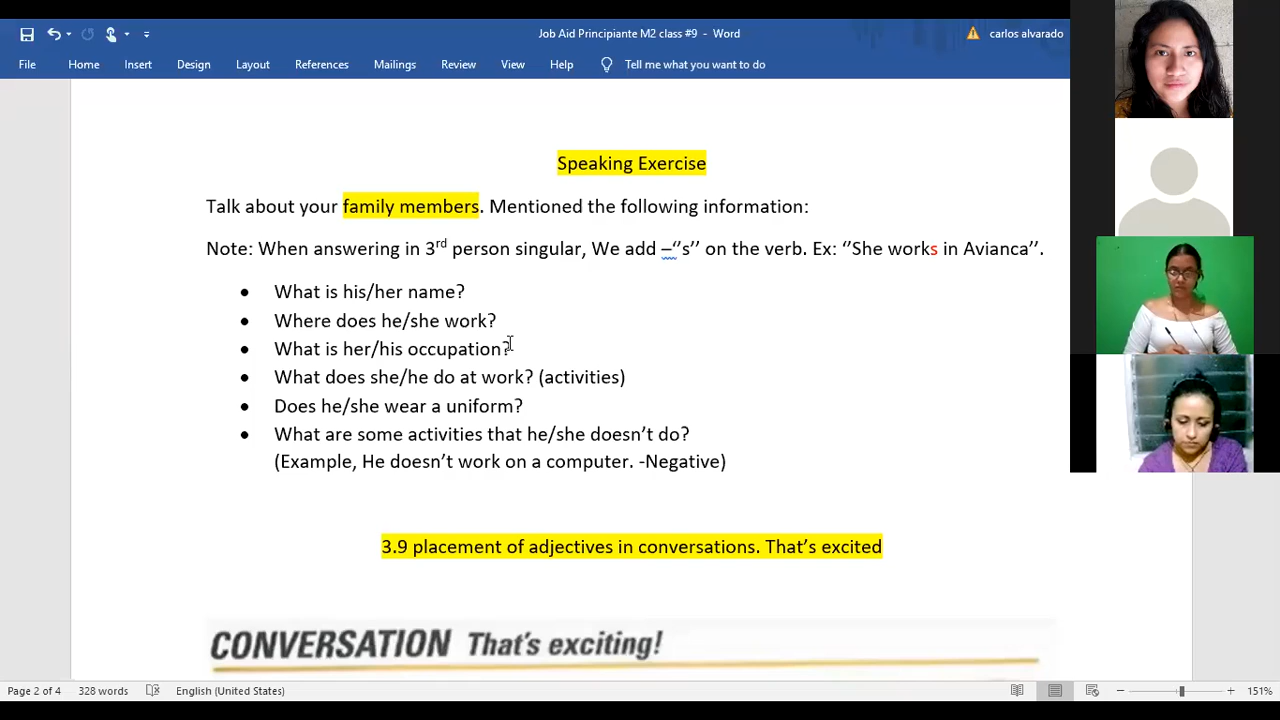 Job Aid Principiante M2 class #9 - Word
carlos alvarado
File Home Insert Design Layout References Mailings Review View Help Tell me what you want to do
Speaking Exercise
Talk about your family members. Mentioned the following information:
Note: When answering in 3rd person singular, We add –‘‘s’’ on the verb. Ex: ‘‘She works in Avianca’’.
• What is his/her name?
• Where does he/she work?
• What is her/his occupation?
• What does she/he do at work? (activities)
• Does he/she wear a uniform?
• What are some activities that he/she doesn’t do?
(Example, He doesn’t work on a computer. -Negative)
3.9 placement of adjectives in conversations. That’s excited
CONVERSATION That’s exciting!
Page 2 of 4 328 words English (United States) 151%